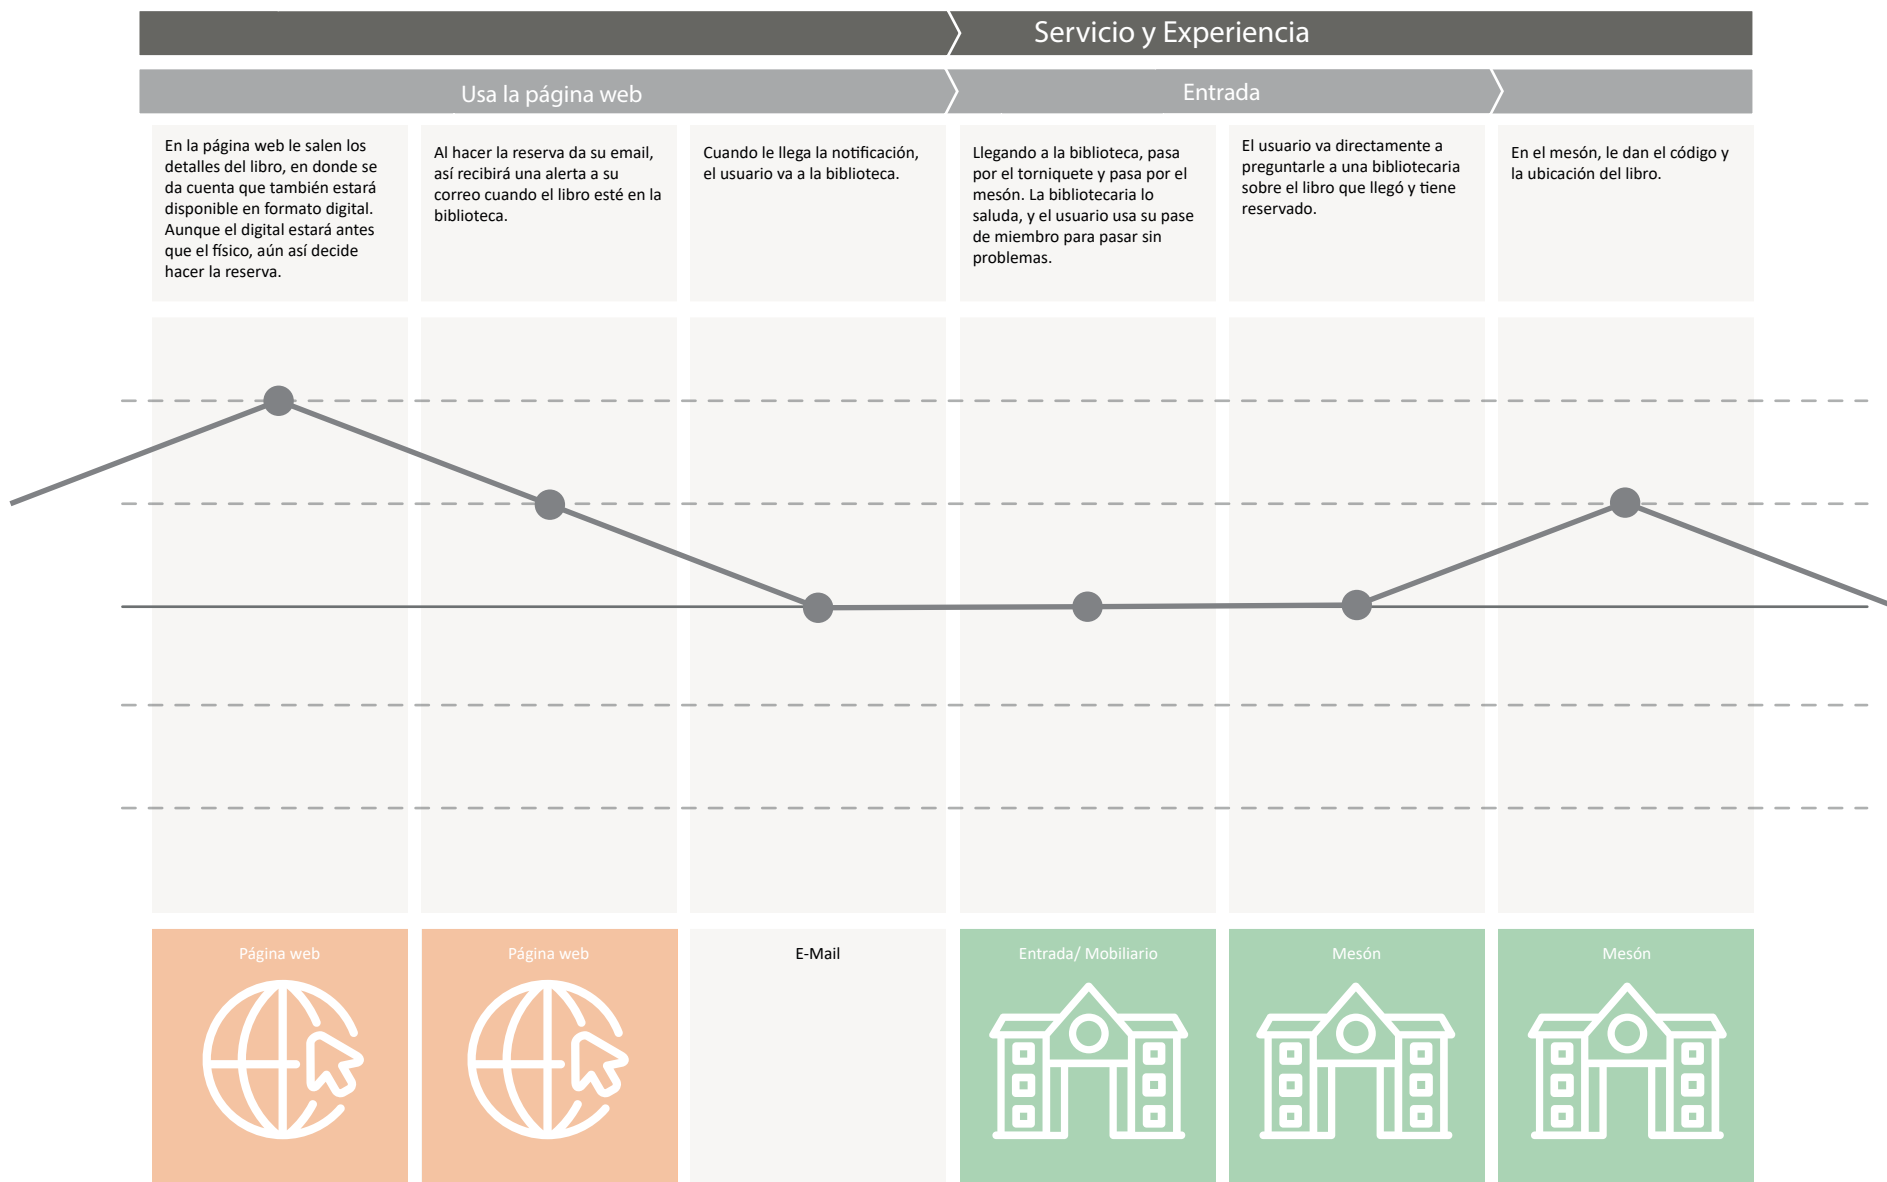 Servicio y Experiencia
Usa la página web
Entrada
En la página web le salen los
detalles del libro, en donde se
da cuenta que también estará
disponible en formato digital.
Aunque el digital estará antes
que el físico, aún así decide
hacer la reserva.
Al hacer la reserva da su email,
así recibirá una alerta a su
correo cuando el libro esté en la
biblioteca.
Cuando le llega la notificación,
el usuario va a la biblioteca.
Llegando a la biblioteca, pasa
por el torniquete y pasa por el
mesón. La bibliotecaria lo
saluda, y el usuario usa su pase
de miembro para pasar sin
problemas.
El usuario va directamente a
preguntarle a una bibliotecaria
sobre el libro que llegó y tiene
reservado.
En el mesón, le dan el código y
la ubicación del libro.
Página web
Página web
E-Mail
Entrada/ Mobiliario
Mesón
Mesón